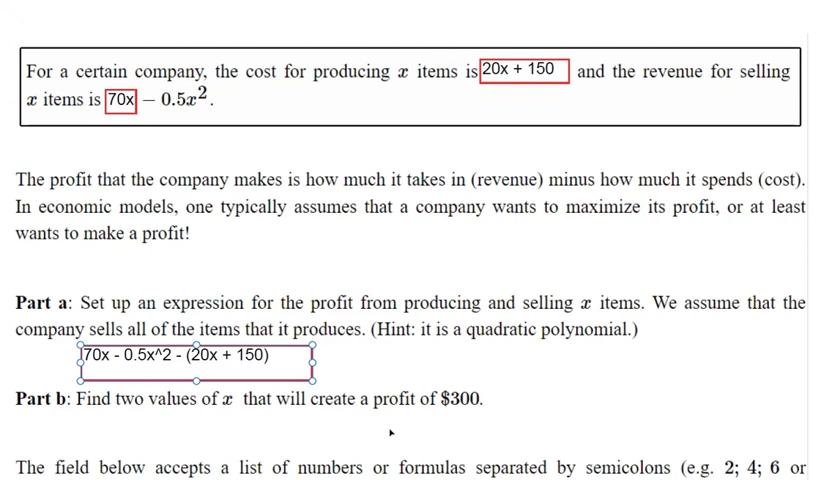 For a certain company, the cost for producing x items is 20x + 150 and the revenue for selling
x items is 70x − 0.5x².
The profit that the company makes is how much it takes in (revenue) minus how much it spends (cost).
In economic models, one typically assumes that a company wants to maximize its profit, or at least
wants to make a profit!
Part a: Set up an expression for the profit from producing and selling x items. We assume that the
company sells all of the items that it produces. (Hint: it is a quadratic polynomial.)
70x - 0.5x^2 - (20x + 150)
Part b: Find two values of x that will create a profit of $300.
The field below accepts a list of numbers or formulas separated by semicolons (e.g. 2; 4; 6 or